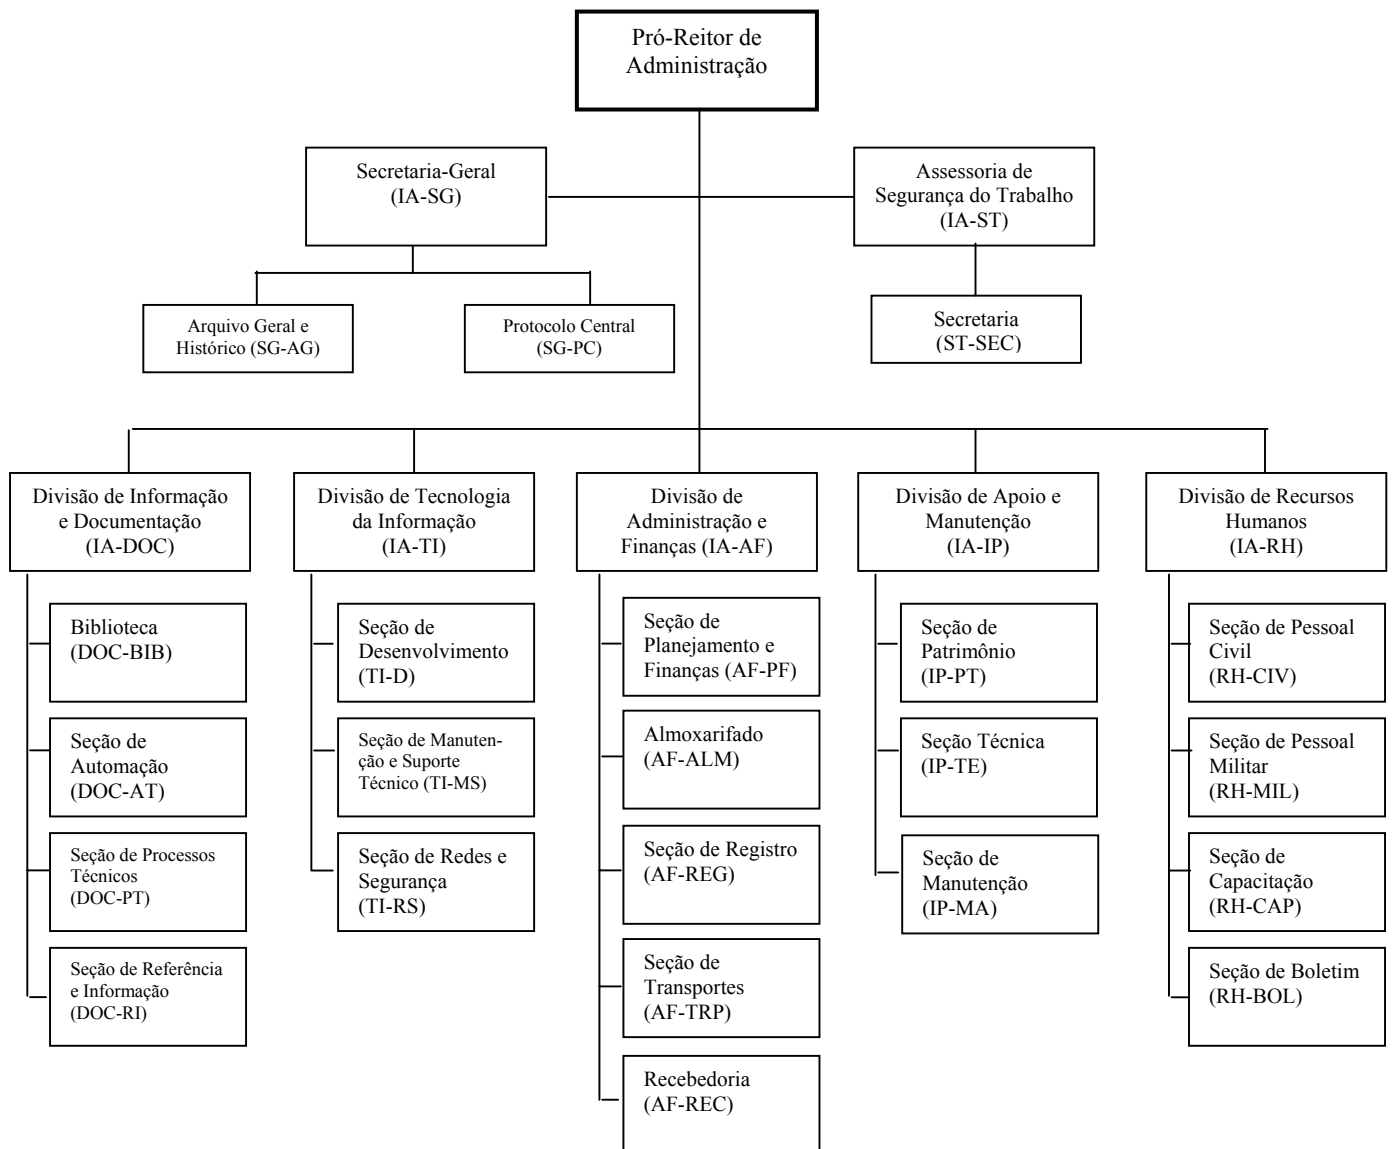 Pró-Reitor de
Administração
Secretaria-Geral
(IA-SG)
Assessoria de
Segurança do Trabalho
(IA-ST)
Arquivo Geral e
Histórico (SG-AG)
Protocolo Central
(SG-PC)
Secretaria
(ST-SEC)
Divisão de Informação
e Documentação
(IA-DOC)
Divisão de Tecnologia
da Informação
(IA-TI)
Divisão de
Administração e
Finanças (IA-AF)
Divisão de Apoio e
Manutenção
(IA-IP)
Divisão de Recursos
Humanos
(IA-RH)
Biblioteca
(DOC-BIB)
Seção de
Automação
(DOC-AT)
Seção de Processos
Técnicos
(DOC-PT)
Seção de Referência
e Informação
(DOC-RI)
Seção de
Desenvolvimento
(TI-D)
Seção de Manuten-
ção e Suporte
Técnico (TI-MS)
Seção de Redes e
Segurança
(TI-RS)
Seção de
Planejamento e
Finanças (AF-PF)
Almoxarifado
(AF-ALM)
Seção de Registro
(AF-REG)
Seção de
Transportes
(AF-TRP)
Recebedoria
(AF-REC)
Seção de
Patrimônio
(IP-PT)
Seção Técnica
(IP-TE)
Seção de
Manutenção
(IP-MA)
Seção de Pessoal
Civil
(RH-CIV)
Seção de Pessoal
Militar
(RH-MIL)
Seção de
Capacitação
(RH-CAP)
Seção de Boletim
(RH-BOL)